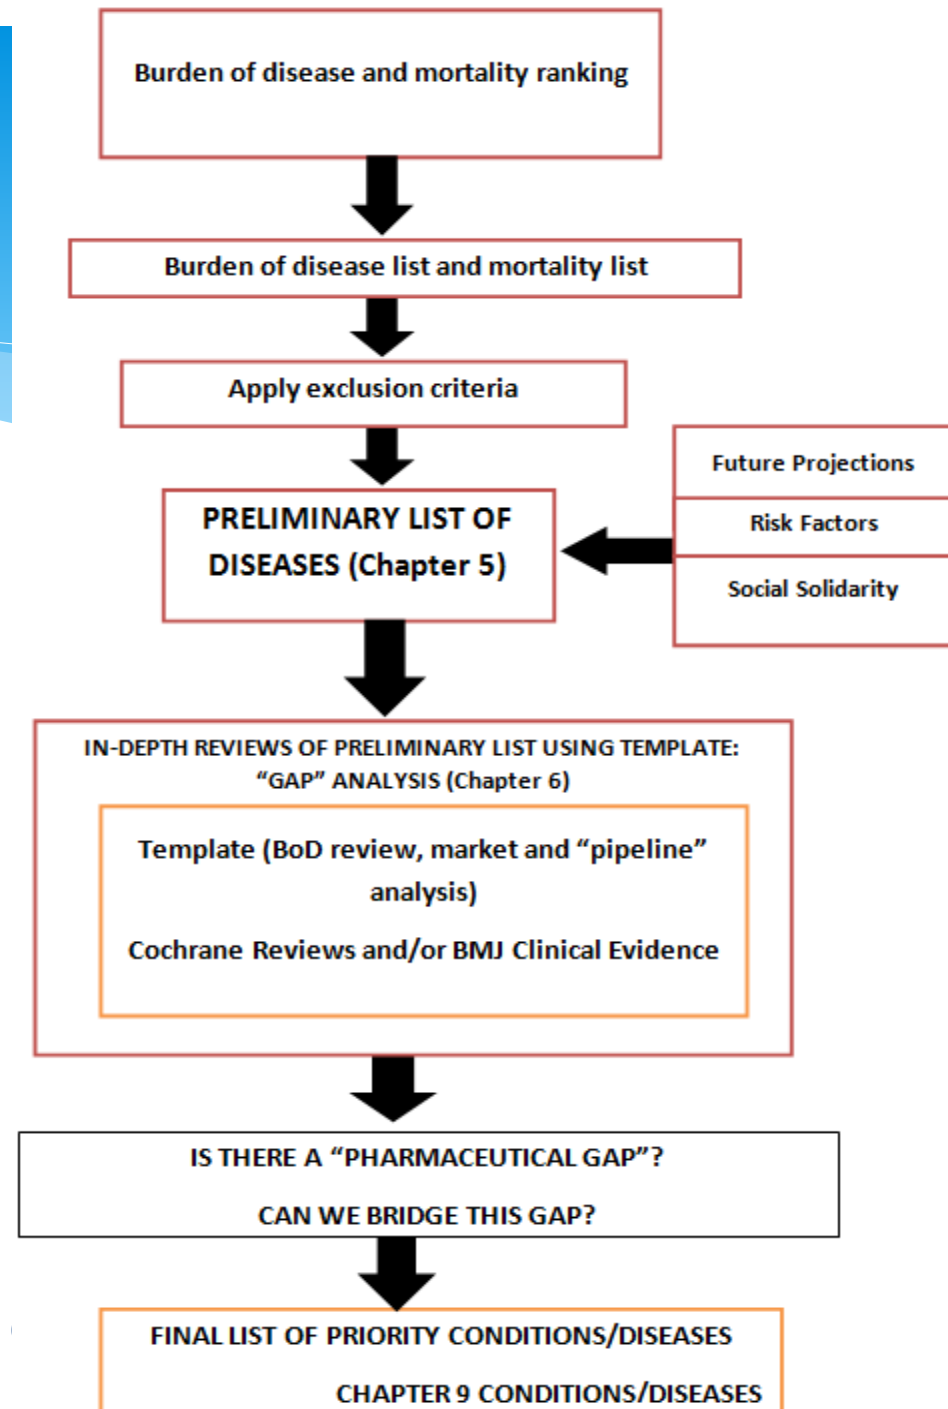 Burden of disease and mortality ranking
Burden of disease list and mortality list
Apply exclusion criteria
PRELIMINARY LIST OF
DISEASES (Chapter 5)
Future Projections
Risk Factors
Social Solidarity
IN-DEPTH REVIEWS OF PRELIMINARY LIST USING TEMPLATE:
“GAP” ANALYSIS (Chapter 6)
Template (BoD review, market and “pipeline”
analysis)
Cochrane Reviews and/or BMJ Clinical Evidence
IS THERE A “PHARMACEUTICAL GAP”?
CAN WE BRIDGE THIS GAP?
FINAL LIST OF PRIORITY CONDITIONS/DISEASES
CHAPTER 9 CONDITIONS/DISEASES